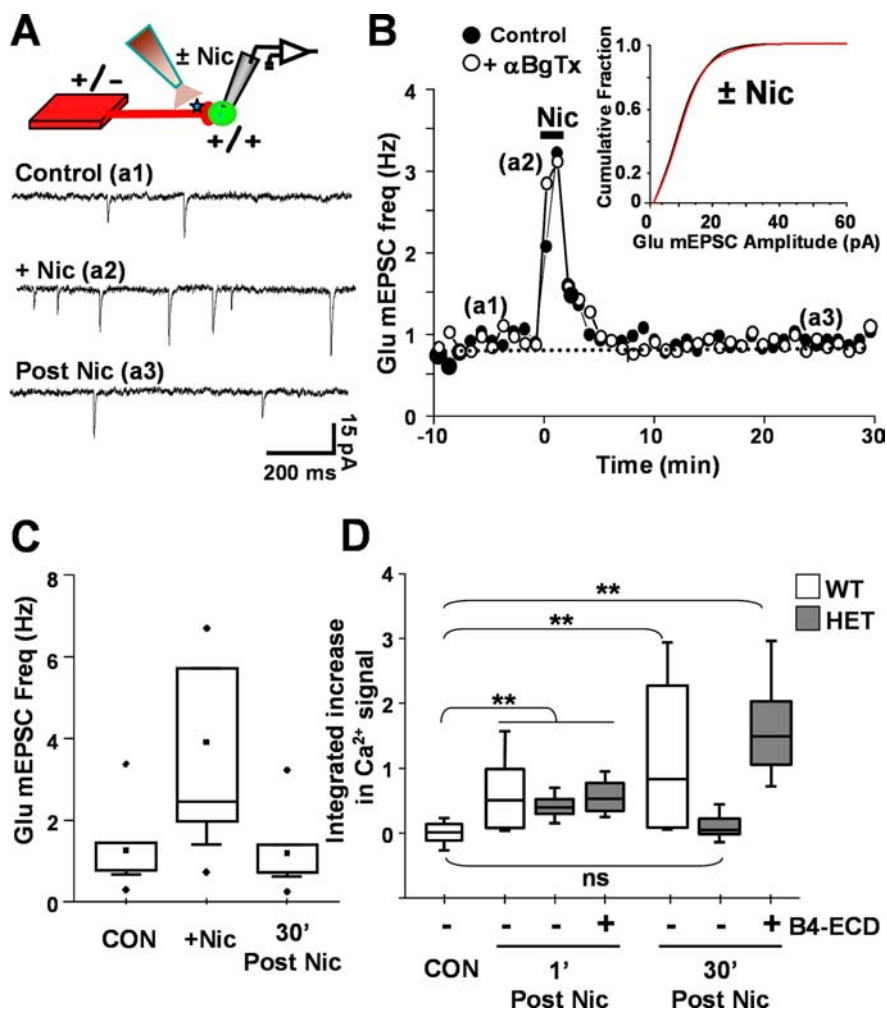 A
± Nic
+/-
+/+
Control (a1)
+ Nic (a2)
Post Nic (a3)
15 pA
200 ms
B
Control
+ αBgTx
Glu mEPSC freq (Hz)
4
3
2
1
0
Nic
(a2)
(a1)
(a3)
-10
0
10
20
30
Time (min)
Cumulative Fraction
1.0
0.6
0.2
0
± Nic
0
20
40
60
Glu mEPSC Amplitude (pA)
C
Glu mEPSC Freq (Hz)
8
6
4
2
0
CON
+Nic
30'
Post Nic
D
Integrated increase
in Ca²⁺ signal
4
3
2
1
0
WT
HET
**
**
**
ns
- - - + - - + B4-ECD
CON
1'
Post Nic
30'
Post Nic